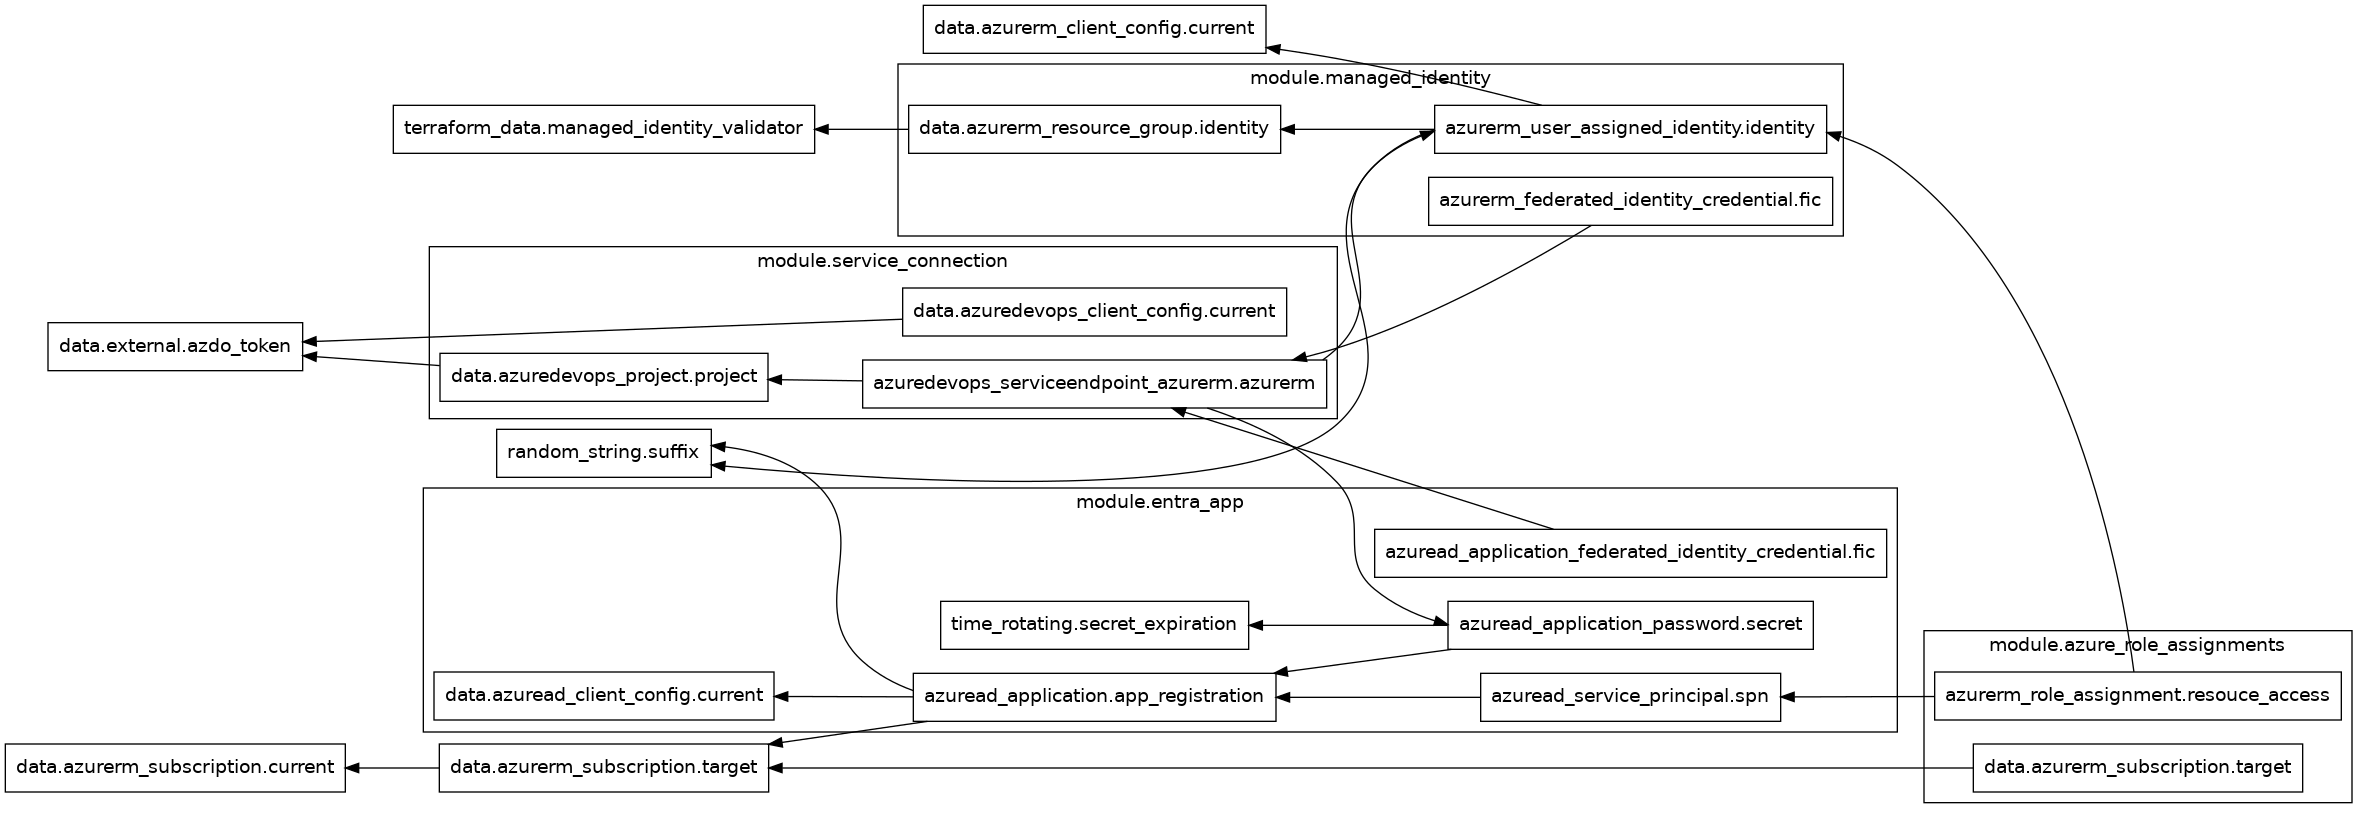 data.azurerm_client_config.current
module.managed_identity
terraform_data.managed_identity_validator
data.azurerm_resource_group.identity
azurerm_user_assigned_identity.identity
azurerm_federated_identity_credential.fic
module.service_connection
data.azuredevops_client_config.current
data.external.azdo_token
data.azuredevops_project.project
azuredevops_serviceendpoint_azurerm.azurerm
random_string.suffix
module.entra_app
azuread_application_federated_identity_credential.fic
time_rotating.secret_expiration
azuread_application_password.secret
module.azure_role_assignments
data.azuread_client_config.current
azuread_application.app_registration
azuread_service_principal.spn
azurerm_role_assignment.resouce_access
data.azurerm_subscription.current
data.azurerm_subscription.target
data.azurerm_subscription.target